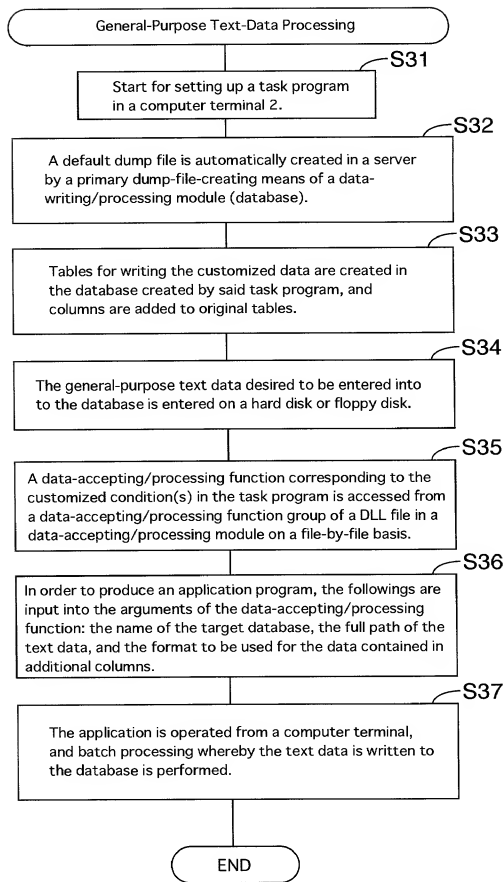 General-Purpose Text-Data Processing
S31
Start for setting up a task program
in a computer terminal 2.
S32
A default dump file is automatically created in a server
by a primary dump-file-creating means of a data-
writing/processing module (database).
S33
Tables for writing the customized data are created in
the database created by said task program, and
columns are added to original tables.
S34
The general-purpose text data desired to be entered into
to the database is entered on a hard disk or floppy disk.
S35
A data-accepting/processing function corresponding to the
customized condition(s) in the task program is accessed from
a data-accepting/processing function group of a DLL file in a
data-accepting/processing module on a file-by-file basis.
S36
In order to produce an application program, the followings are
input into the arguments of the data-accepting/processing
function: the name of the target database, the full path of the
text data, and the format to be used for the data contained in
additional columns.
S37
The application is operated from a computer terminal,
and batch processing whereby the text data is written to
the database is performed.
END